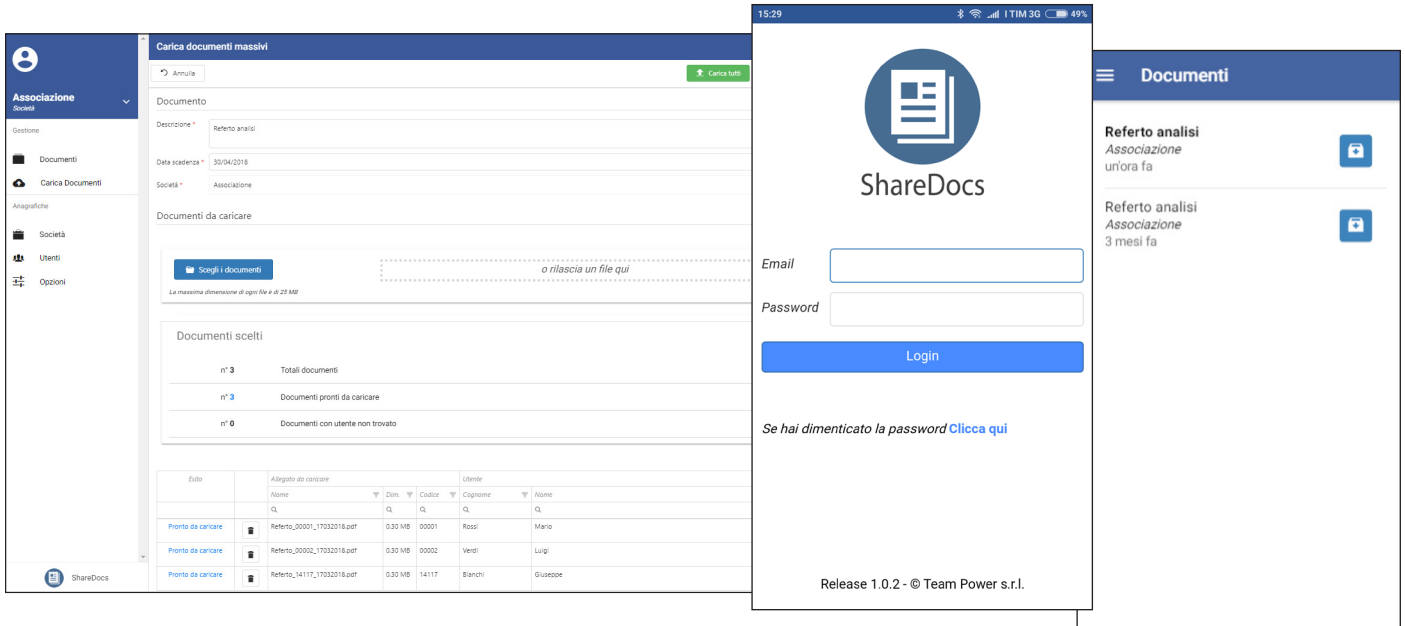 Associazione
Società
Gestione
Documenti
Carica Documenti
Anagrafiche
Società
Utenti
Opzioni
ShareDocs
Carica documenti massivi
Annulla
Carica tutti
Documento
Descrizione *
Referto analisi
Data scadenza *
30/04/2018
Società *
Associazione
Documenti da caricare
Scegli i documenti
o rilascia un file qui
La massima dimensione di ogni file è di 25 MB
Documenti scelti
n° 3 Totali documenti
n° 3 Documenti pronti da caricare
n° 0 Documenti con utente non trovato
Esito Allegato da caricare Utente
Nome Dim. Codice Cognome Nome
Pronto da caricare Referto_00001_17032018.pdf 0.30 MB 00001 Rossi Mario
Pronto da caricare Referto_00002_17032018.pdf 0.30 MB 00002 Verdi Luigi
Pronto da caricare Referto_14117_17032018.pdf 0.30 MB 14117 Bianchi Giuseppe
15:29 I TIM 3G 49%
ShareDocs
Email
Password
Login
Se hai dimenticato la password Clicca qui
Release 1.0.2 - © Team Power s.r.l.
Documenti
Referto analisi
Associazione
un'ora fa
Referto analisi
Associazione
3 mesi fa